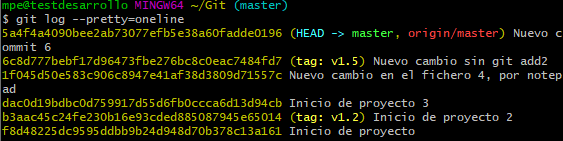 mpe@testdesarrollo MINGW64 ~/Git (master)
$ git log --pretty=oneline
5a4f4a4090bee2ab73077efb5e38a60fadde0196 (HEAD -> master, origin/master) Nuevo c
ommit 6
6c8d777bebf17d96473fbe276bc8c0eac7484fd7 (tag: v1.5) Nuevo cambio sin git add2
1f045d50e583c906c8947e41af38d3809d71557c Nuevo cambio en el fichero 4, por notep
ad
dac0d19bdbc0d759917d55d6fb0ccca6d13d94cb Inicio de proyecto 3
b3aac45c24fe230b16e93cded885087945e65014 (tag: v1.2) Inicio de proyecto 2
f8d48225dc9595ddbb9b24d948d70b378c13a161 Inicio de proyecto